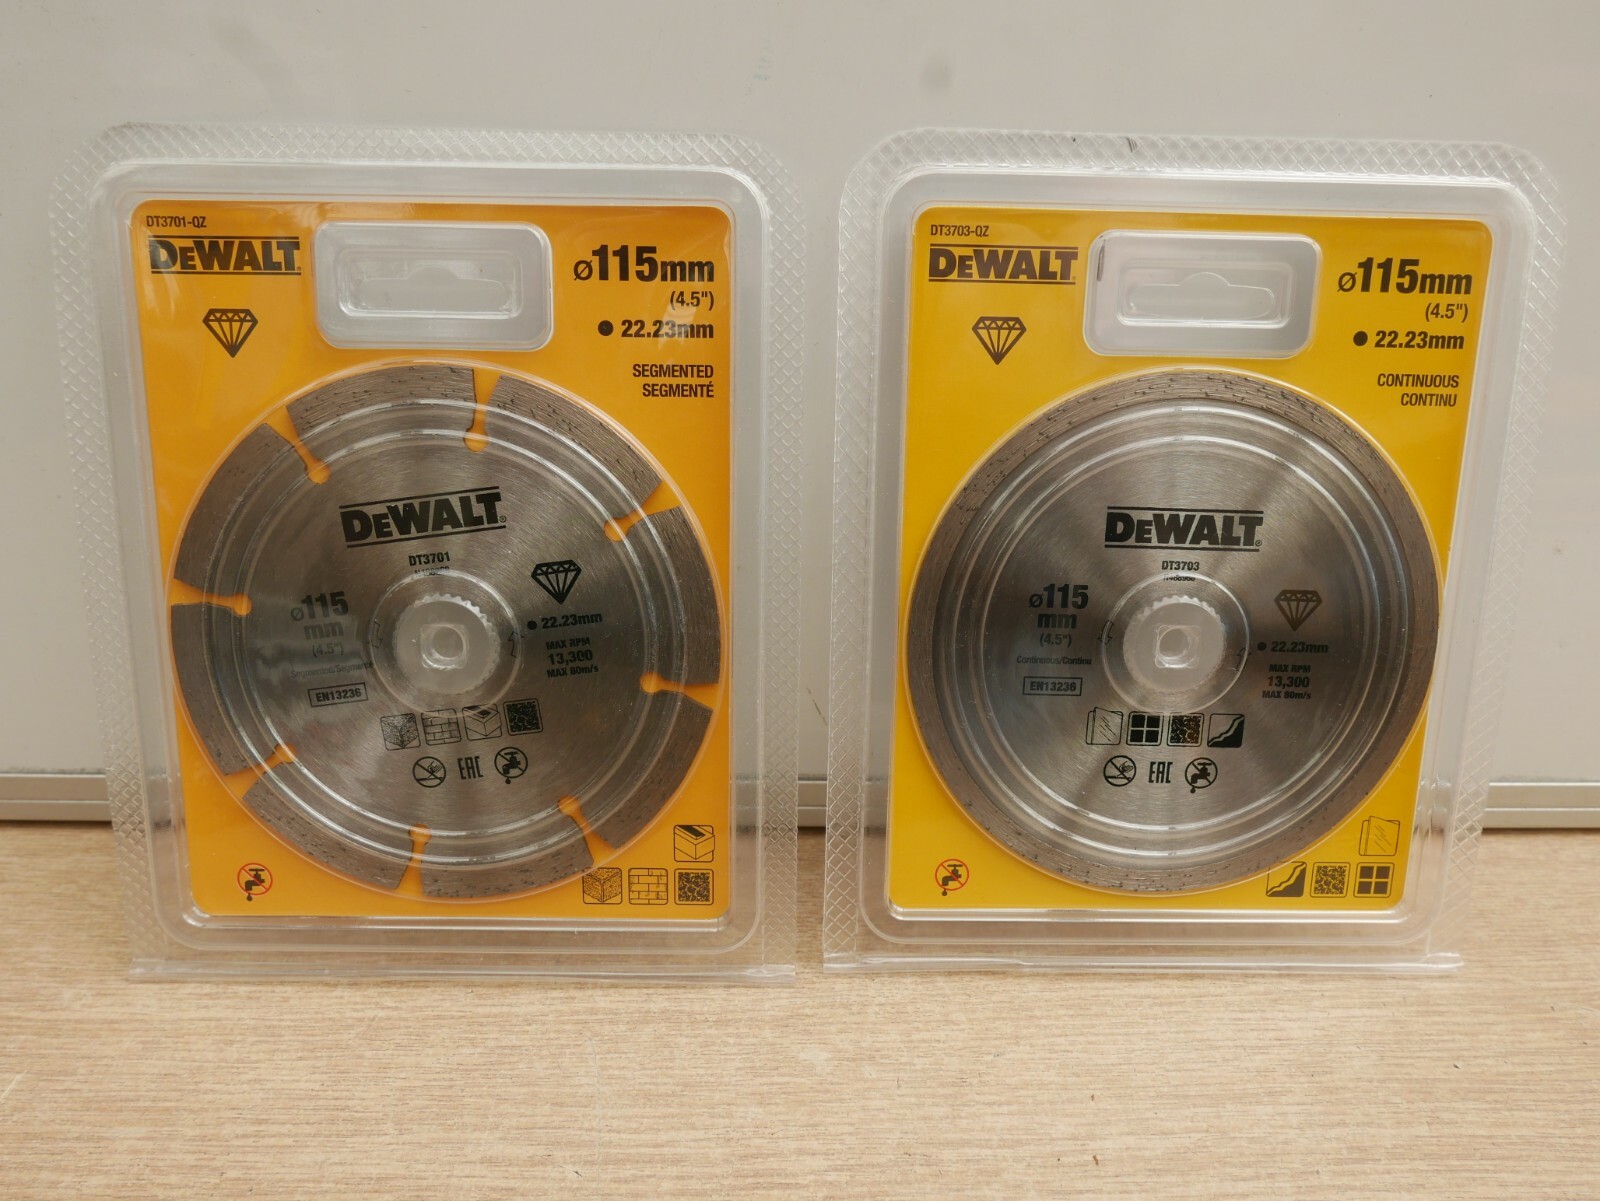 DT3701-QZ
DEWALT
ø115mm
(4.5")
22.23mm
SEGMENTED
SEGMENTÉ
DEWALT®
DT3701
ø115
mm
(4.5")
Segmented/Segmenté
EN13236
22.23mm
MAX RPM
13,300
MAX 80m/s
EAC
DT3703-QZ
DEWALT
ø115mm
(4.5")
22.23mm
CONTINUOUS
CONTINU
DEWALT®
DT3703
ø115
mm
(4.5")
Continuous/Continu
EN13236
22.23mm
MAX RPM
13,300
MAX 80m/s
EAC